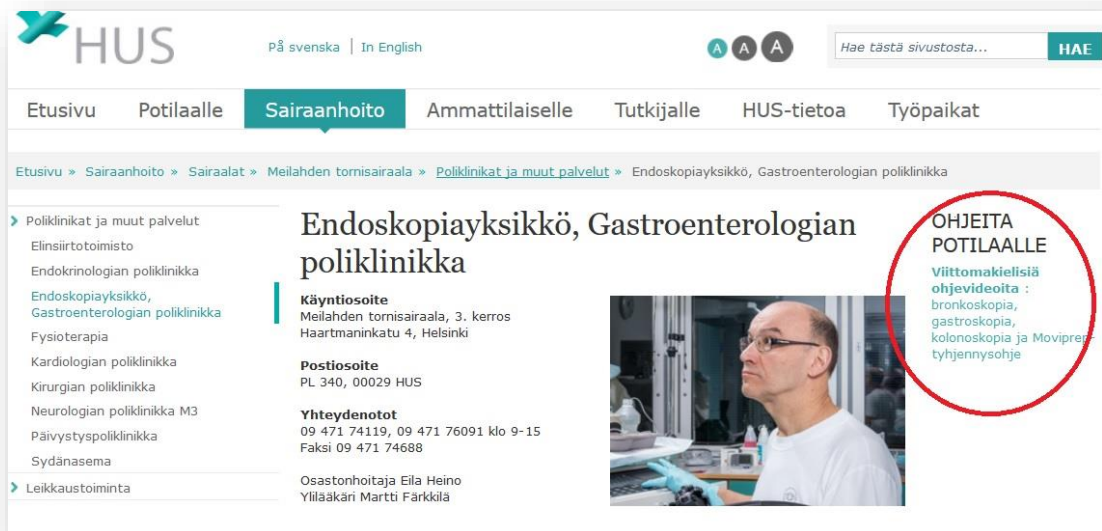 HUS
På svenska | In English
A A A
Hae tästä sivustosta...
HAE
Etusivu Potilaalle Sairaanhoito Ammattilaiselle Tutkijalle HUS-tietoa Työpaikat
Etusivu » Sairaanhoito » Sairaalat » Meilahden tornisairaala » Poliklinikat ja muut palvelut » Endoskopiayksikkö, Gastroenterologian poliklinikka
Poliklinikat ja muut palvelut
Elinsiirtotoimisto
Endokrinologian poliklinikka
Endoskopiayksikkö,
Gastroenterologian poliklinikka
Fysioterapia
Kardiologian poliklinikka
Kirurgian poliklinikka
Neurologian poliklinikka M3
Päivystyspoliklinikka
Sydänasema
Leikkaustoiminta
Endoskopiayksikkö, Gastroenterologian
poliklinikka
Käyntiosoite
Meilahden tornisairaala, 3. kerros
Haartmaninkatu 4, Helsinki
Postiosoite
PL 340, 00029 HUS
Yhteydenotot
09 471 74119, 09 471 76091 klo 9-15
Faksi 09 471 74688
Osastonhoitaja Eila Heino
Ylilääkäri Martti Färkkilä
OHJEITA
POTILAALLE
Viittomakielisiä
ohjevideoita :
bronkoskopia,
gastroskopia,
kolonoskopia ja Moviprep-
tyhjennysohje